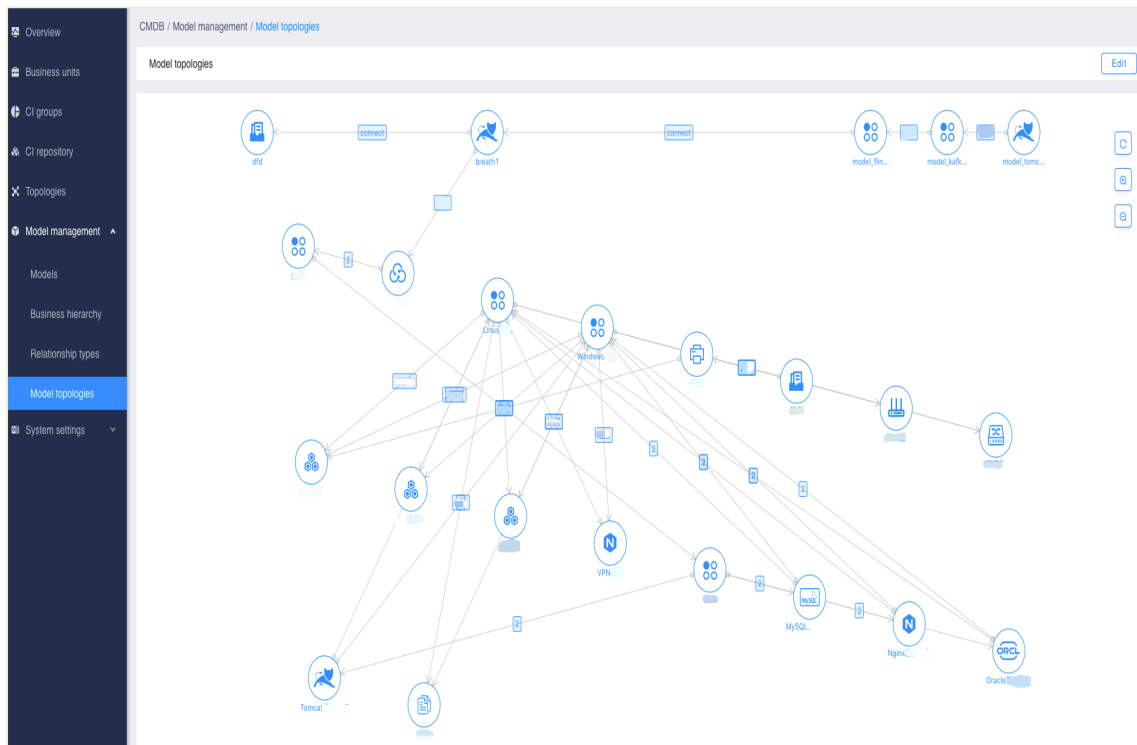 Overview
Business units
CI groups
CI repository
Topologies
Model management
Models
Business hierarchy
Relationship types
Model topologies
System settings
CMDB / Model management / Model topologies
Model topologies
Edit
connect
connect
dfd
breath1
model_flin...
model_kafk...
model_tomc...
2
Linux
Windows
2
2
2
2
VPN
2
MySQL
MySQL
2
Nginx
ORCL
Oracle
2
Tomcat